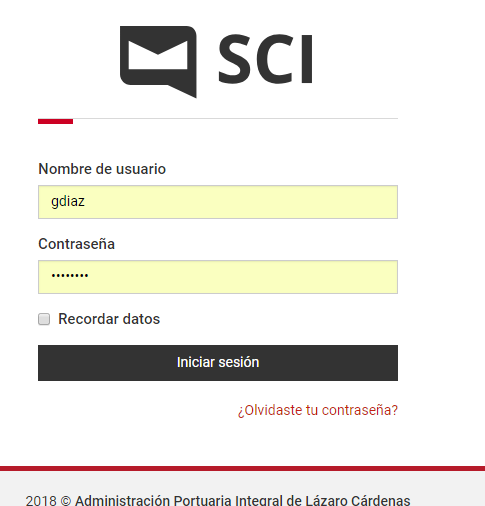 SCI
Nombre de usuario
gdiaz
Contraseña
••••••••
Recordar datos
Iniciar sesión
¿Olvidaste tu contraseña?
2018 © Administración Portuaria Integral de Lázaro Cárdenas